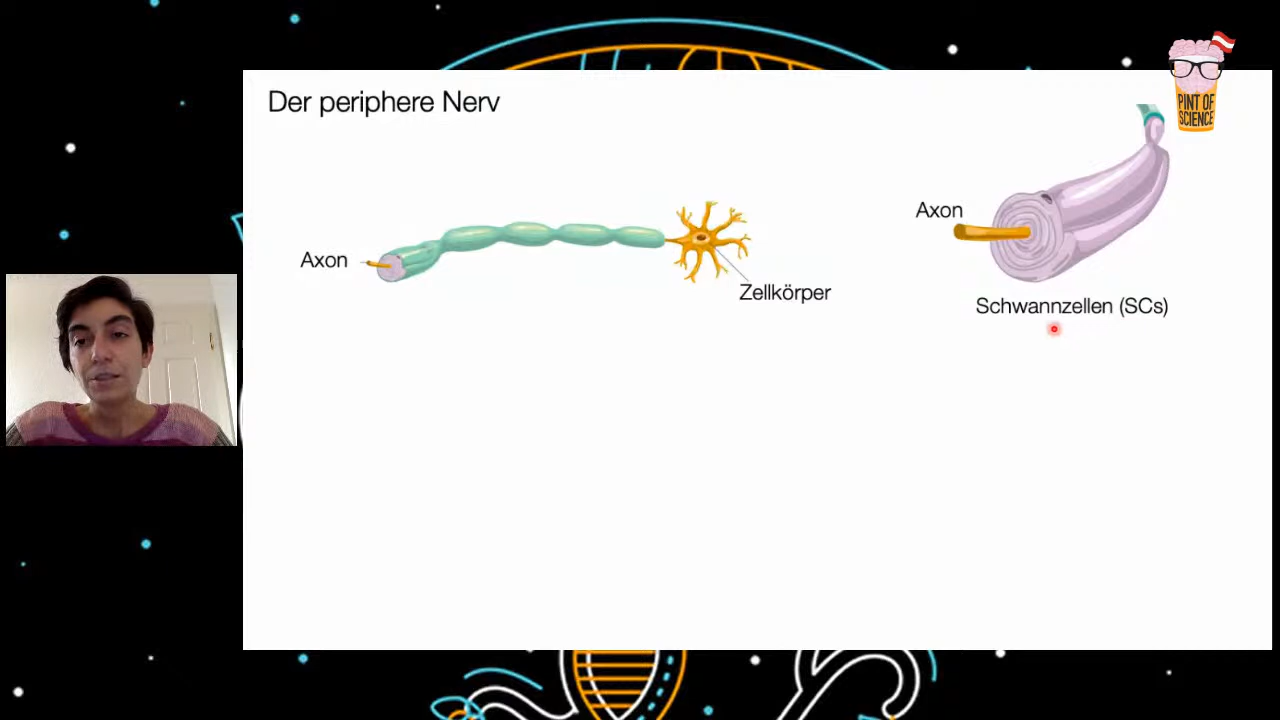 Der periphere Nerv
PINT OF
SCIENCE
Axon
Zellkörper
Axon
Schwannzellen (SCs)